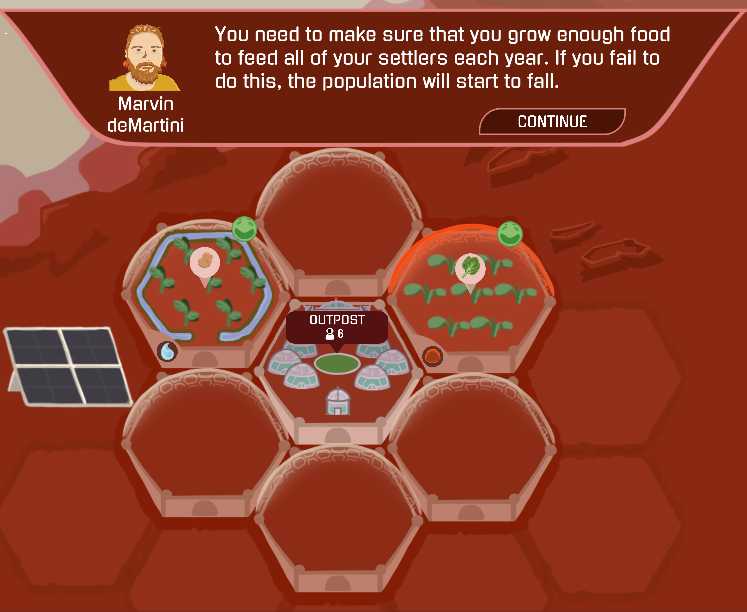 You need to make sure that you grow enough food
to feed all of your settlers each year. If you fail to
do this, the population will start to fall.
Marvin
deMartini
CONTINUE
OUTPOST
6